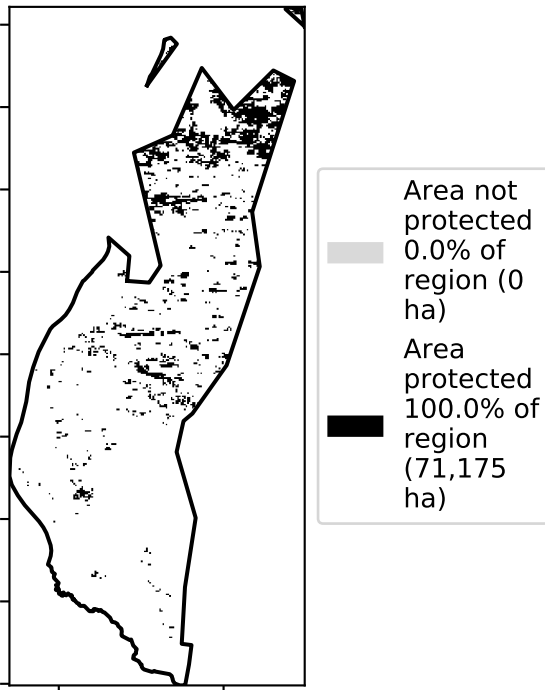 Area not
protected
0.0% of
region (0
ha)
Area
protected
100.0% of
region
(71,175
ha)